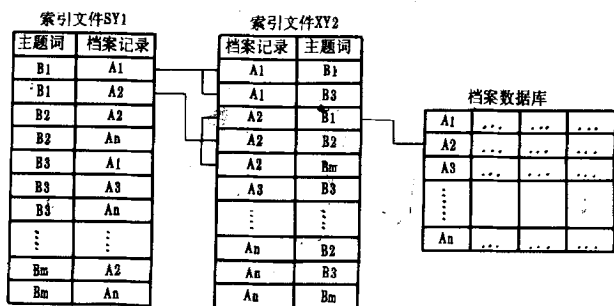 索引文件SY1
主题词 档案记录
B1 A1
B1 A2
B2 A2
B2 An
B3 A1
B3 A3
B3 An
⋮ ⋮
Bm A2
Bm An
索引文件XY2
档案记录 主题词
A1 B1
A1 B3
A2 B1
A2 B2
A2 Bm
A3 B3
⋮ ⋮
An B2
An B3
An Bm
档案数据库
A1 ... ... ...
A2 ... ... ...
A3 ... ... ...
⋮
An ... ... ...